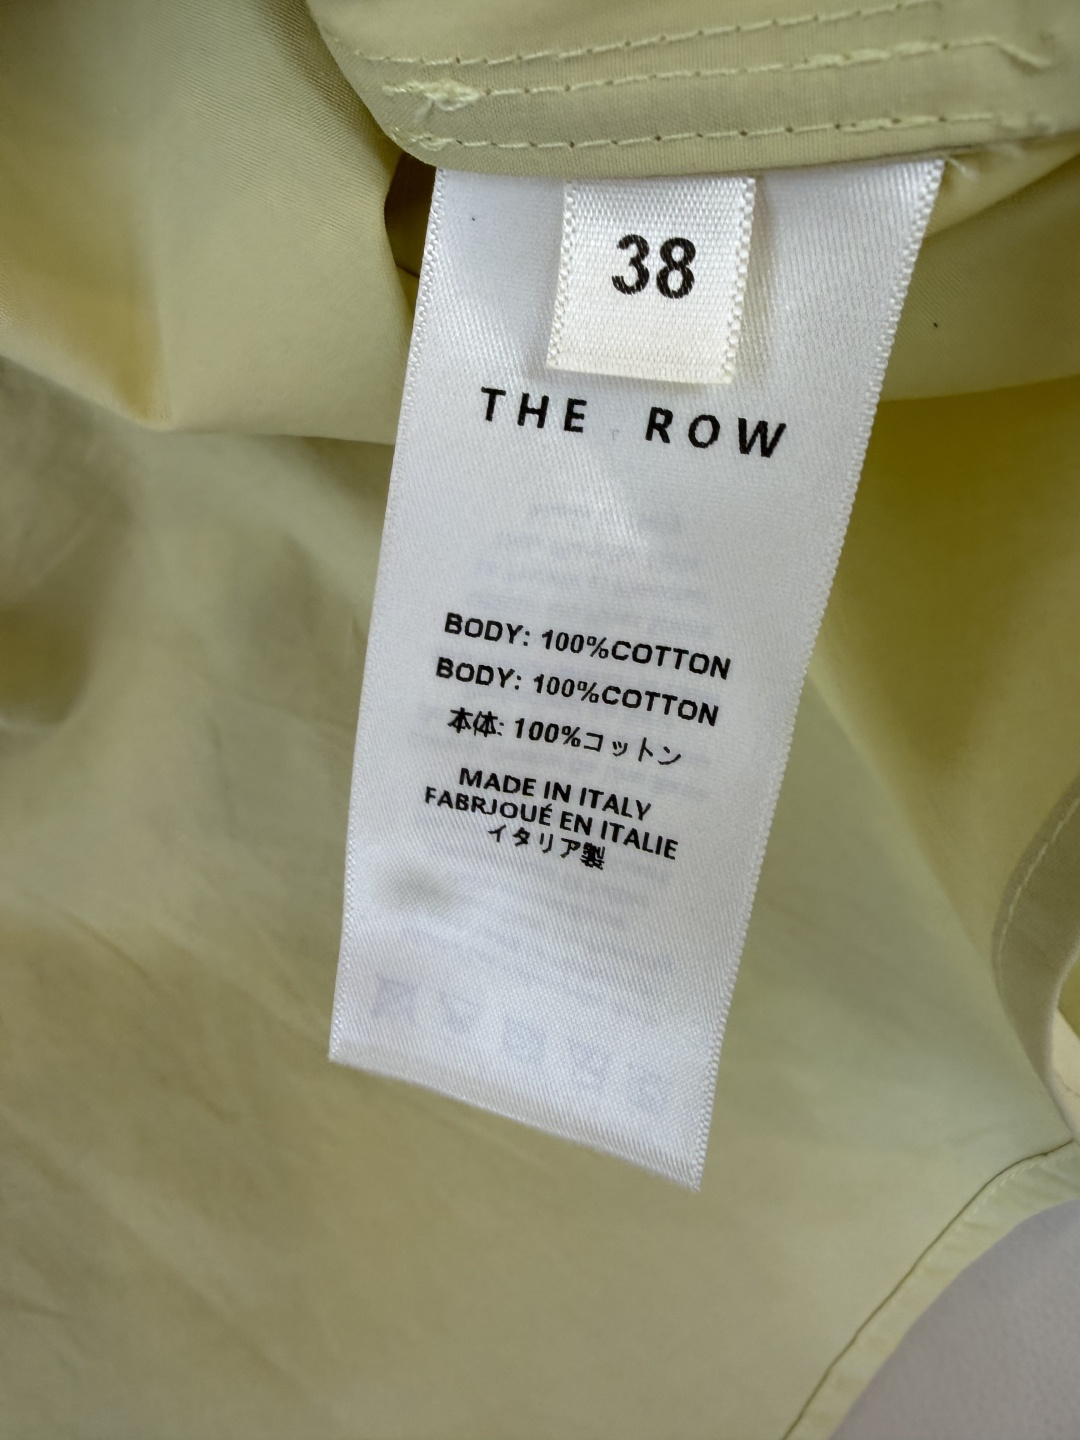 38
THE ROW
BODY: 100%COTTON
BODY: 100%COTTON
本体: 100%コットン
MADE IN ITALY
FABRJOUÉ EN ITALIE
イタリア製